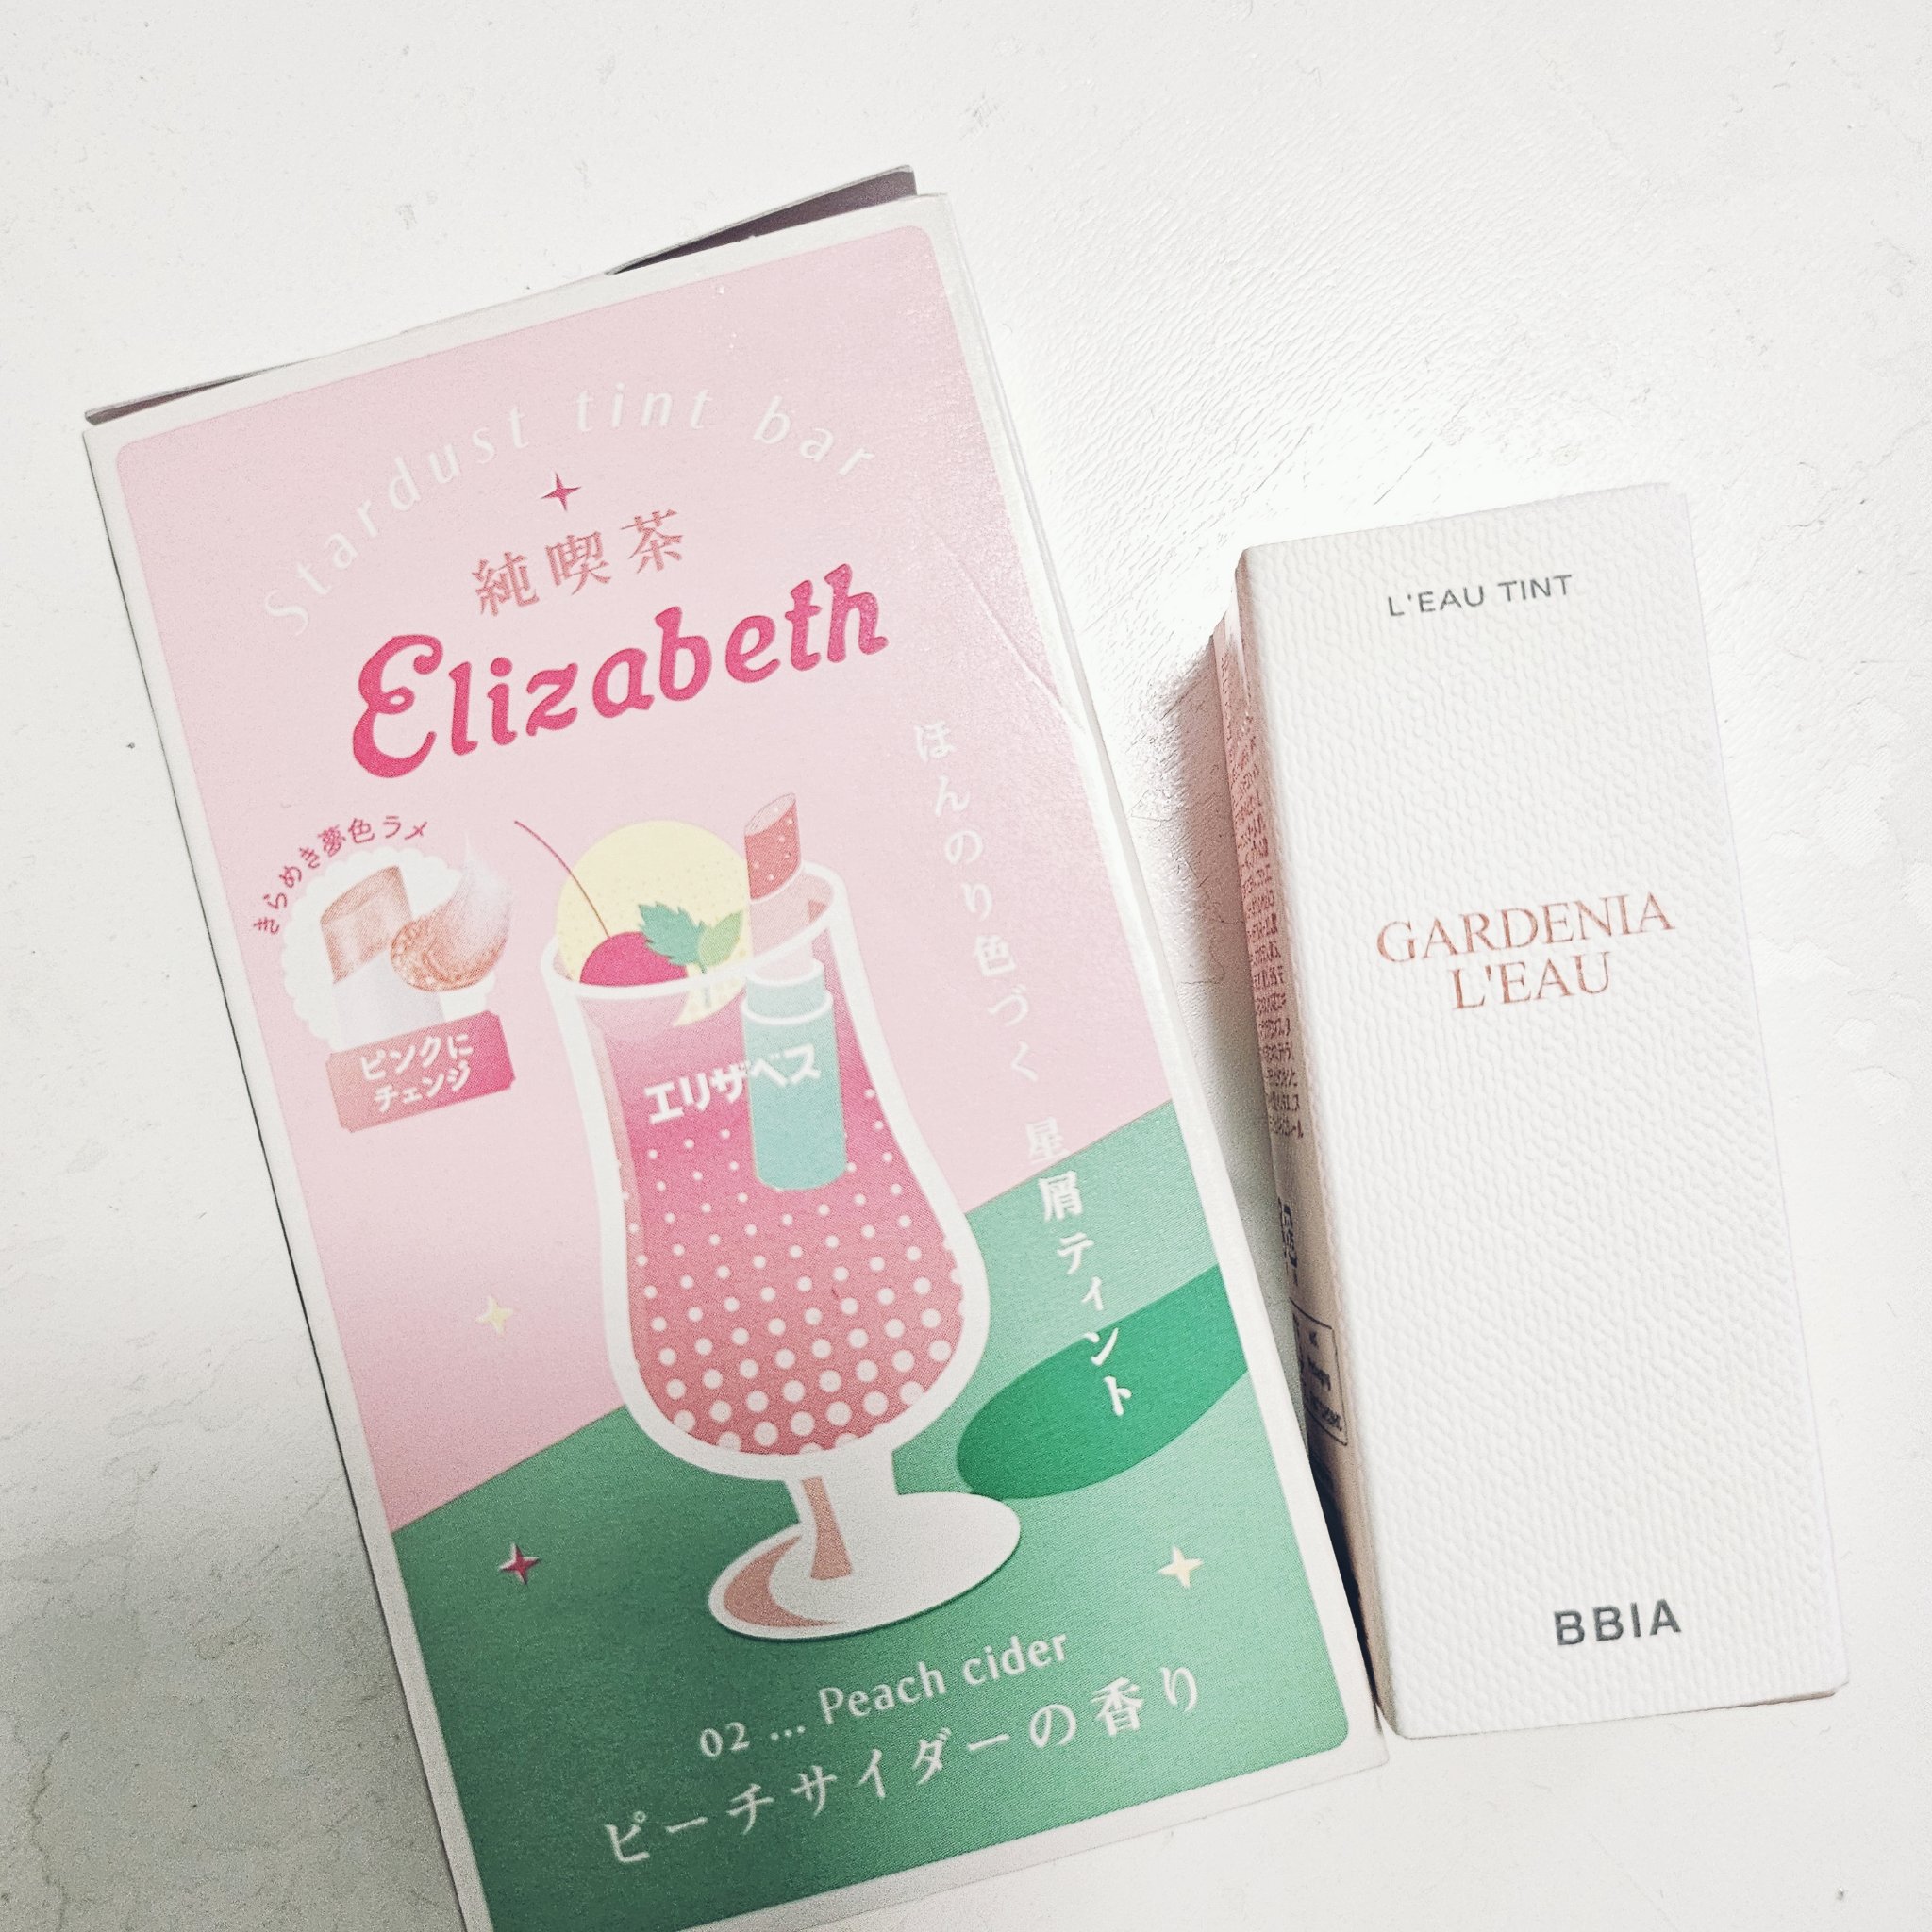 Stardust tint bar
純喫茶
Elizabeth
きらめき夢色ラメ
ピンクに
チェンジ
エリザベス
ほんのり色づく星屑ティント
02 ... Peach cider
ピーチサイダーの香り
L'EAU TINT
GARDENIA
L'EAU
BBIA